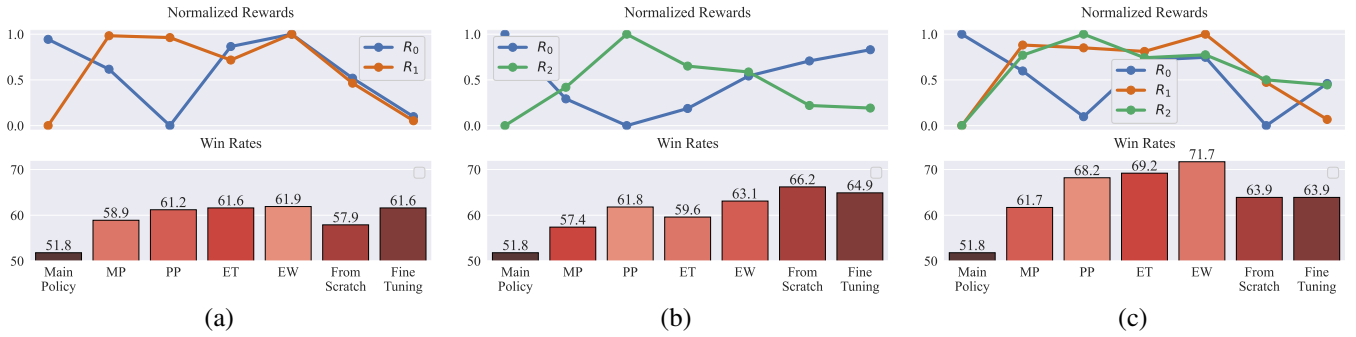 Normalized Rewards
1.0
0.5
0.0
R0
R1
Win Rates
70
60
50
51.8
58.9
61.2
61.6
61.9
57.9
61.6
Main Policy
MP
PP
ET
EW
From Scratch
Fine Tuning
(a)
Normalized Rewards
1.0
0.5
0.0
R0
R2
Win Rates
70
60
50
51.8
57.4
61.8
59.6
63.1
66.2
64.9
Main Policy
MP
PP
ET
EW
From Scratch
Fine Tuning
(b)
Normalized Rewards
1.0
0.5
0.0
R0
R1
R2
Win Rates
70
60
50
51.8
61.7
68.2
69.2
71.7
63.9
63.9
Main Policy
MP
PP
ET
EW
From Scratch
Fine Tuning
(c)